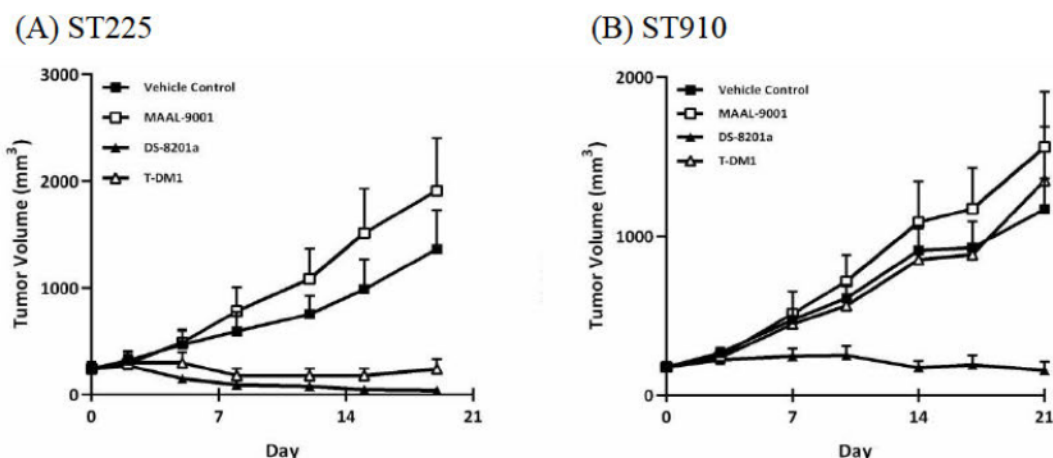 (A) ST225
(B) ST910
3000
2000
1000
0
Tumor Volume (mm³)
Vehicle Control
MAAL-9001
DS-8201a
T-DM1
0
7
14
21
Day
2000
1000
0
Tumor Volume (mm³)
Vehicle Control
MAAL-9001
DS-8201a
T-DM1
0
7
14
21
Day